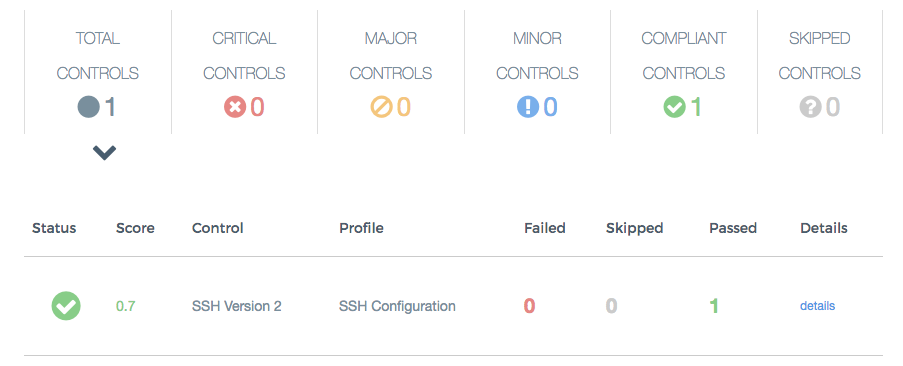 TOTAL CRITICAL MAJOR MINOR COMPLIANT SKIPPED
CONTROLS CONTROLS CONTROLS CONTROLS CONTROLS CONTROLS
1 0 0 0 1 0
Status Score Control Profile Failed Skipped Passed Details
0.7 SSH Version 2 SSH Configuration 0 0 1 details